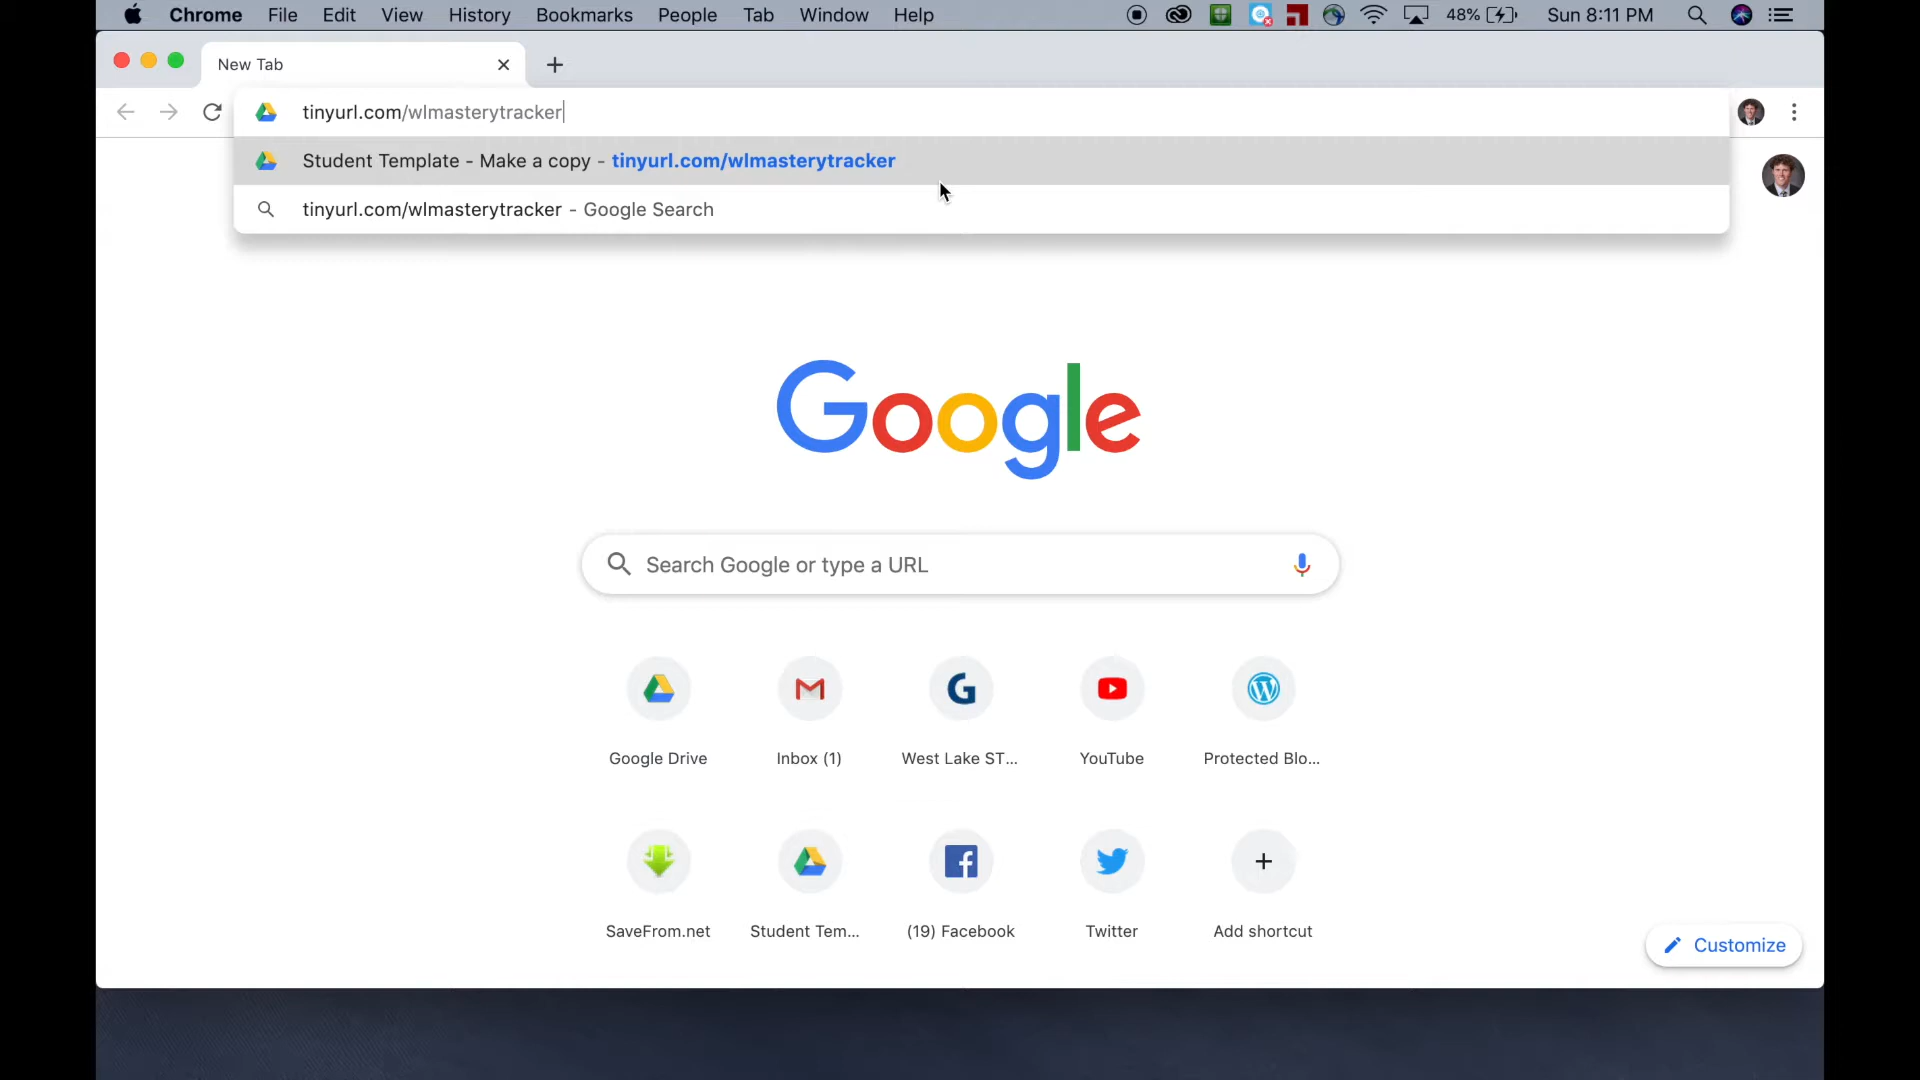 Chrome File Edit View History Bookmarks People Tab Window Help 48% Sun 8:11 PM
New Tab
tinyurl.com/wlmasterytracker
Student Template - Make a copy - tinyurl.com/wlmasterytracker
tinyurl.com/wlmasterytracker - Google Search
Google
Search Google or type a URL
Google Drive Inbox (1) West Lake ST... YouTube Protected Blo...
SaveFrom.net Student Tem... (19) Facebook Twitter Add shortcut
Customize